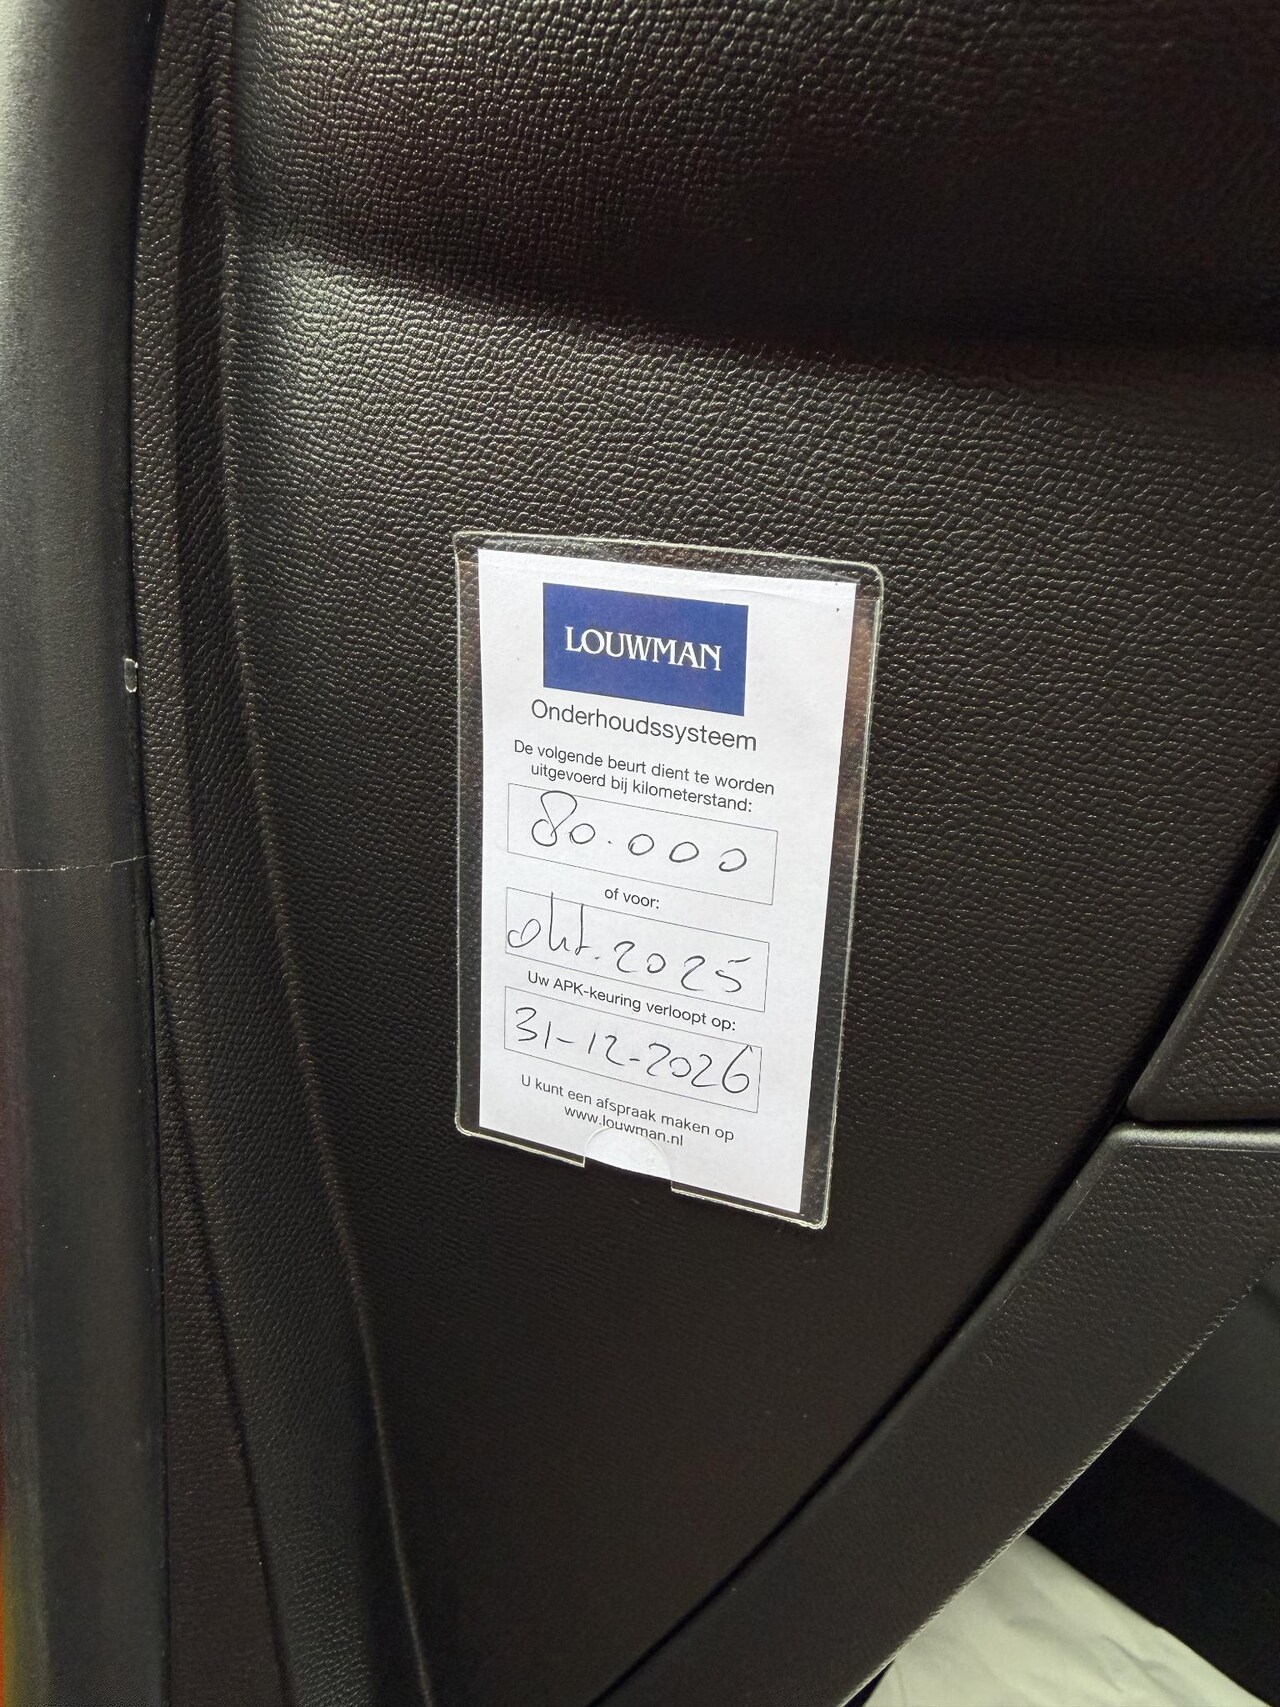 LOUWMAN
Onderhoudssysteem
De volgende beurt dient te worden
uitgevoerd bij kilometerstand:
80.000
of voor:
okt. 2025
Uw APK-keuring verloopt op:
31-12-2026
U kunt een afspraak maken op
www.louwman.nl